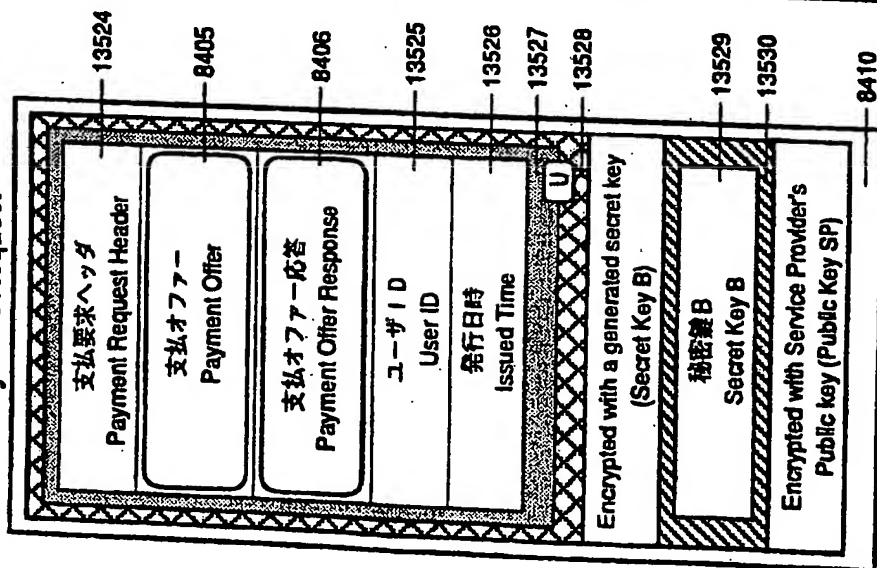 支払要求ヘッダ
Payment Request Header
13524
支払オファー
Payment Offer
8405
支払オファー応答
Payment Offer Response
8406
ユーザID
User ID
13525
発行日時
Issued Time
13526
13527
U
13528
Encrypted with a generated secret key
(Secret Key B)
秘密鍵B
Secret Key B
13529
13530
Encrypted with Service Provider's
Public key (Public Key SP)
8410